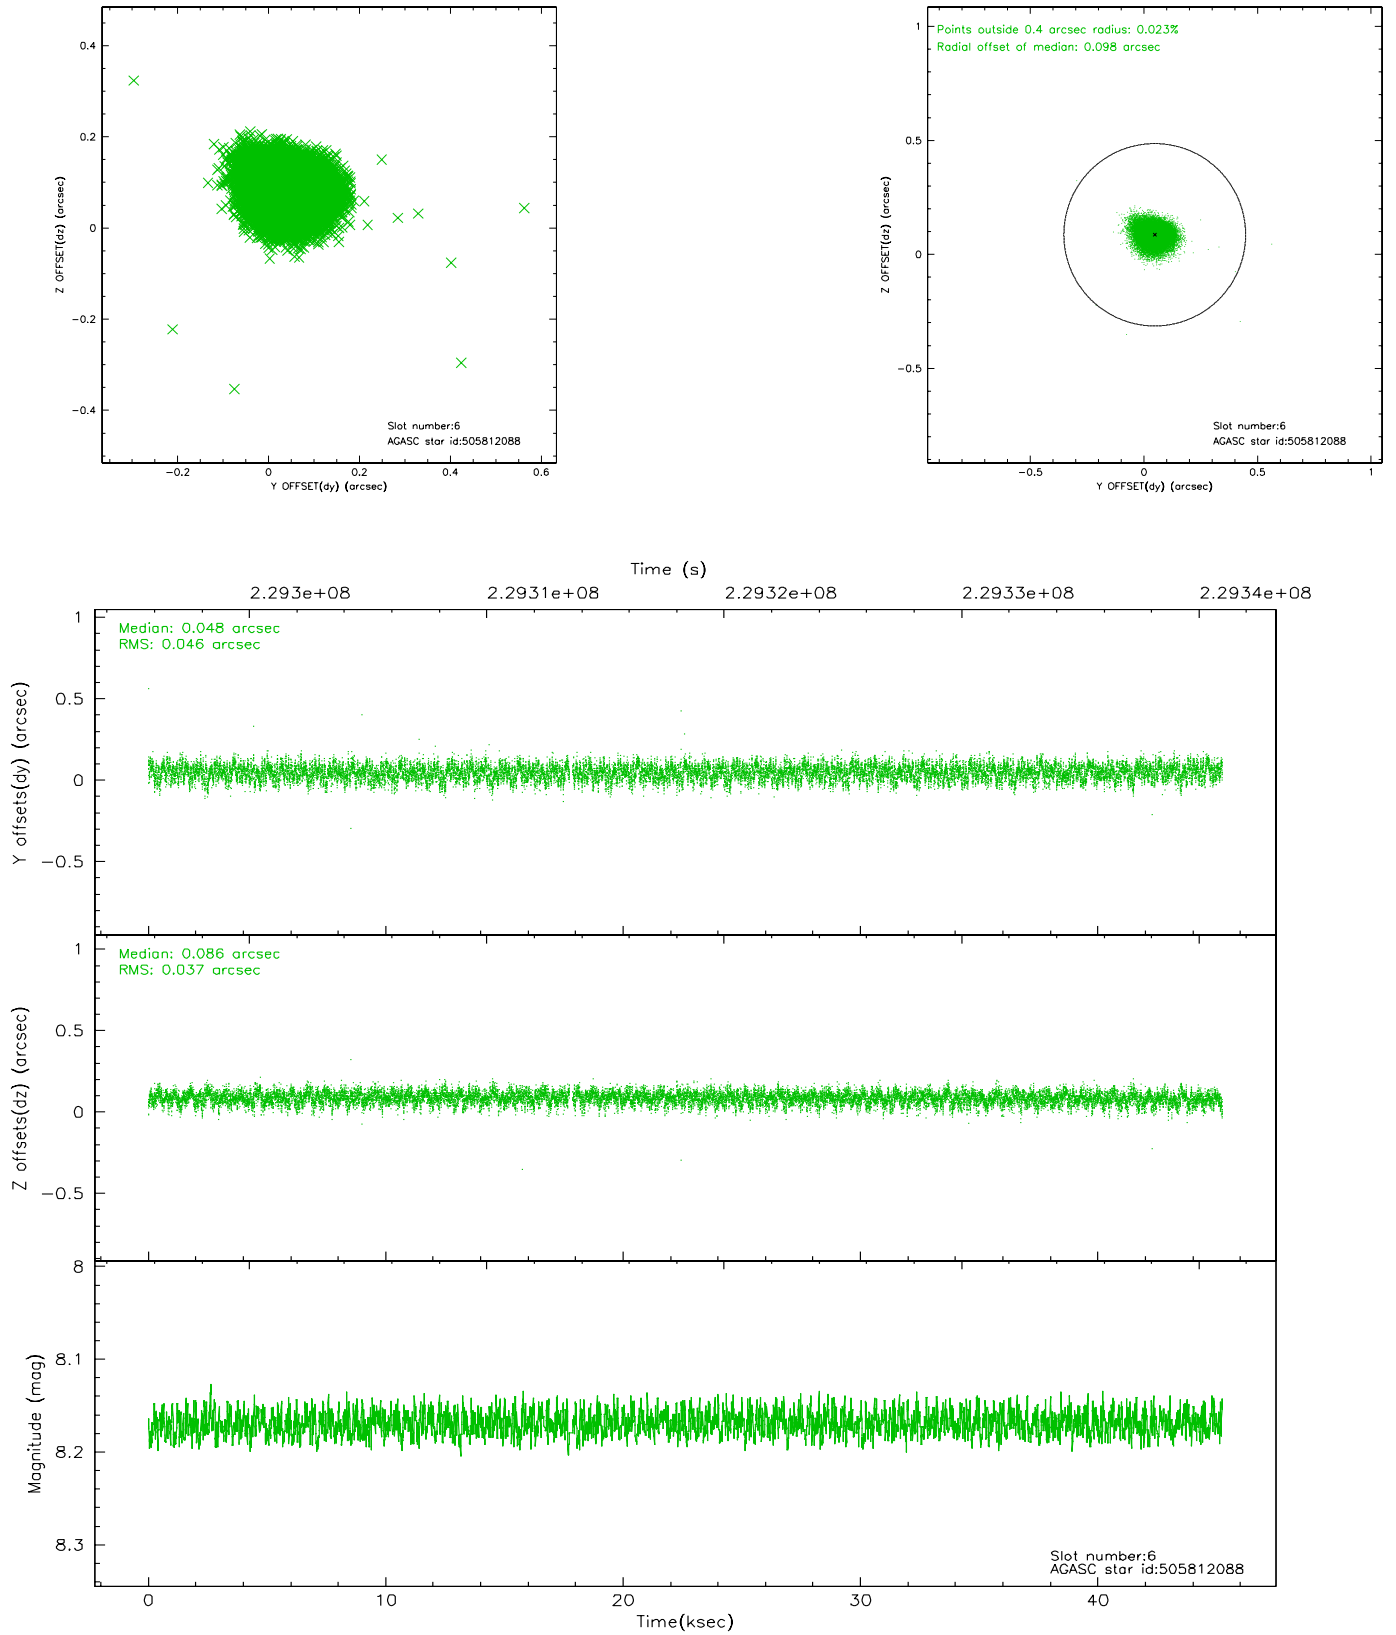 0.4
0.2
0
−0.2
−0.4
Z OFFSET(dz) (arcsec)
Slot number:6
AGASC star id:505812088
−0.2 0 0.2 0.4 0.6
Y OFFSET(dy) (arcsec)
Points outside 0.4 arcsec radius: 0.023%
Radial offset of median: 0.098 arcsec
1
0.5
0
−0.5
Z OFFSET(dz) (arcsec)
Slot number:6
AGASC star id:505812088
−0.5 0 0.5 1
Y OFFSET(dy) (arcsec)
Time (s)
2.293e+08 2.2931e+08 2.2932e+08 2.2933e+08 2.2934e+08
Median: 0.048 arcsec
RMS: 0.046 arcsec
1
0.5
0
−0.5
Y offsets(dy) (arcsec)
Median: 0.086 arcsec
RMS: 0.037 arcsec
1
0.5
0
−0.5
Z offsets(dz) (arcsec)
8
8.1
8.2
8.3
Magnitude (mag)
Slot number:6
AGASC star id:505812088
0 10 20 30 40
Time(ksec)